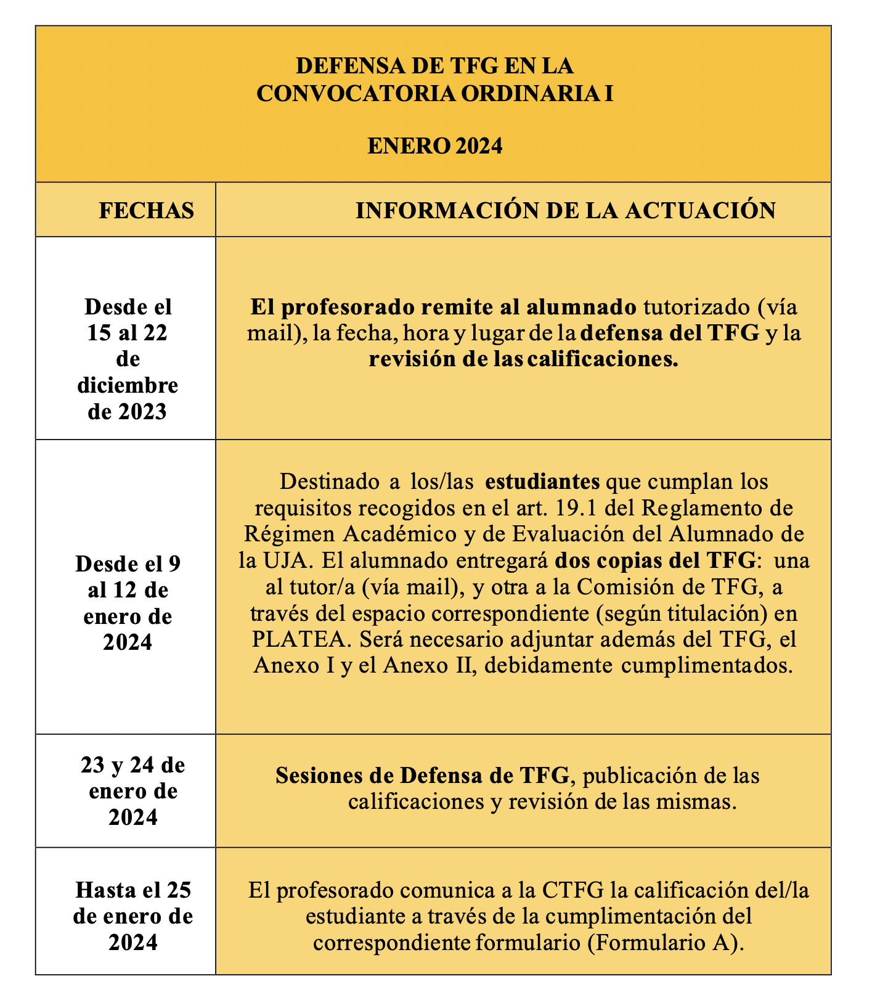 DEFENSA DE TFG EN LA
CONVOCATORIA ORDINARIA I
ENERO 2024
FECHAS
INFORMACIÓN DE LA ACTUACIÓN
Desde el
15 al 22
de
diciembre
de 2023
El profesorado remite al alumnado tutorizado (vía
mail), la fecha, hora y lugar de la defensa del TFG y la
revisión de las calificaciones.
Desde el 9
al 12 de
enero de
2024
Destinado a los/las estudiantes que cumplan los
requisitos recogidos en el art. 19.1 del Reglamento de
Régimen Académico y de Evaluación del Alumnado de
la UJA. El alumnado entregará dos copias del TFG: una
al tutor/a (vía mail), y otra a la Comisión de TFG, a
través del espacio correspondiente (según titulación) en
PLATEA. Será necesario adjuntar además del TFG, el
Anexo I y el Anexo II, debidamente cumplimentados.
23 y 24 de
enero de
2024
Sesiones de Defensa de TFG, publicación de las
calificaciones y revisión de las mismas.
Hasta el 25
de enero de
2024
El profesorado comunica a la CTFG la calificación del/la
estudiante a través de la cumplimentación del
correspondiente formulario (Formulario A).